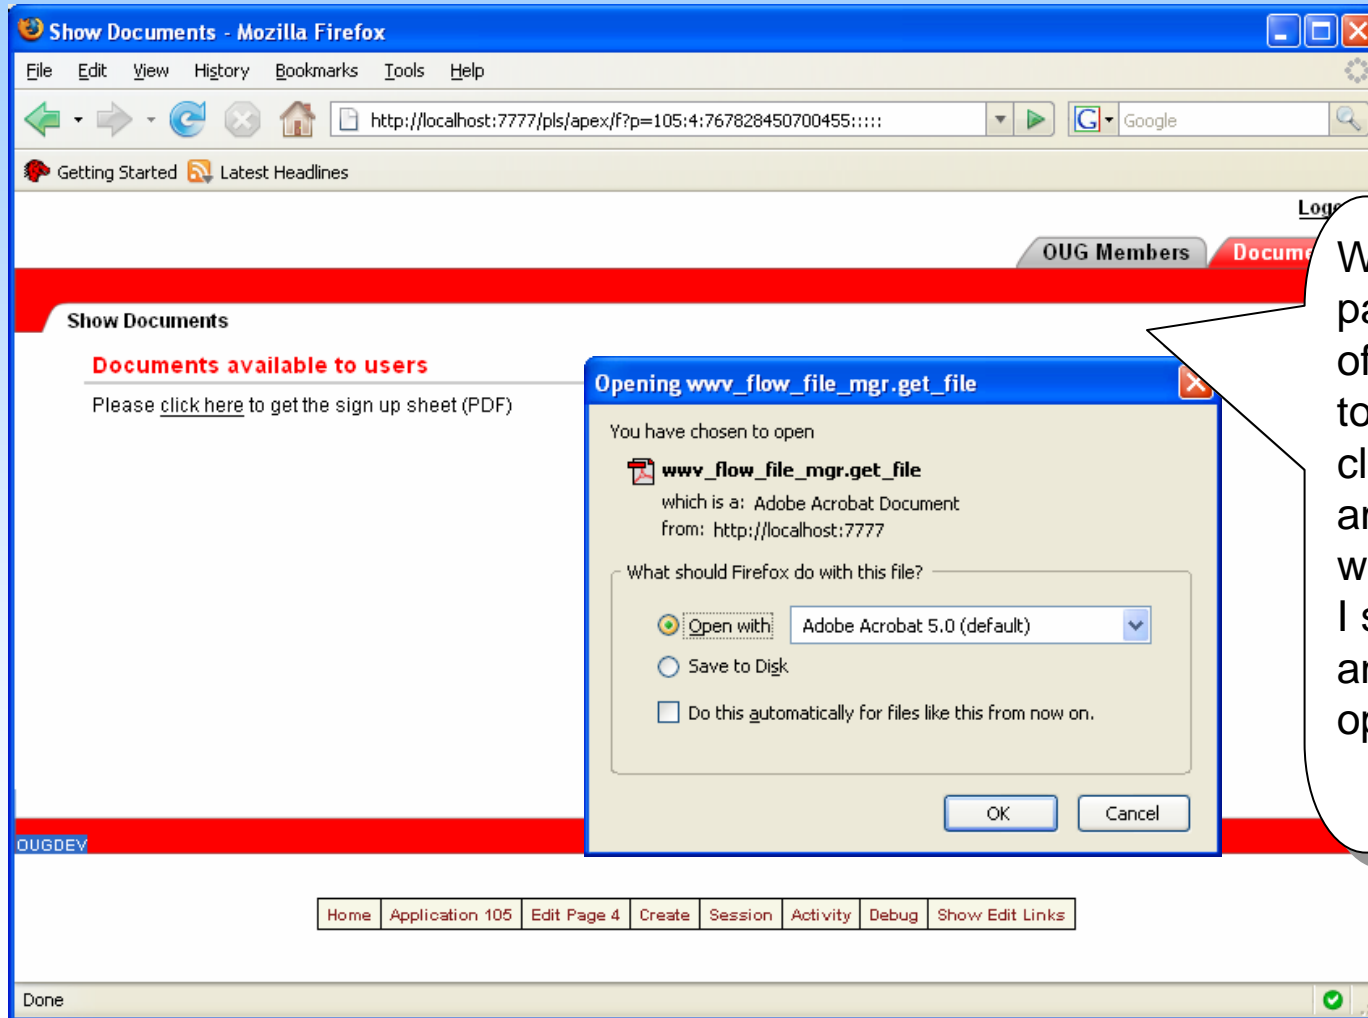 Show Documents - Mozilla Firefox
File Edit View History Bookmarks Tools Help
http://localhost:7777/pls/apex/f?p=105:4:767828450700455:::::
G Google
Getting Started Latest Headlines
OUG Members
Show Documents
Documents available to users
Please click here to get the sign up sheet (PDF)
Opening wwv_flow_file_mgr.get_file
You have chosen to open
wwv_flow_file_mgr.get_file
which is a: Adobe Acrobat Document
from: http://localhost:7777
What should Firefox do with this file?
Open with Adobe Acrobat 5.0 (default)
Save to Disk
Do this automatically for files like this from now on.
OK Cancel
OUGDEV
Home Application 105 Edit Page 4 Create Session Activity Debug Show Edit Links
Done